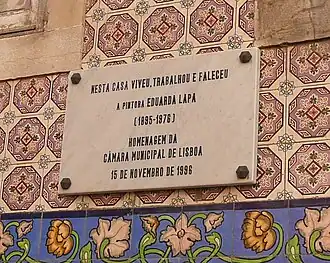 NESTA CASA VIVEU, TRABALHOU E FALECEU
A PINTORA EDUARDA LAPA
(1895-1976)
HOMENAGEM DA
CÂMARA MUNICIPAL DE LISBOA
15 DE NOVEMBRO DE 1996